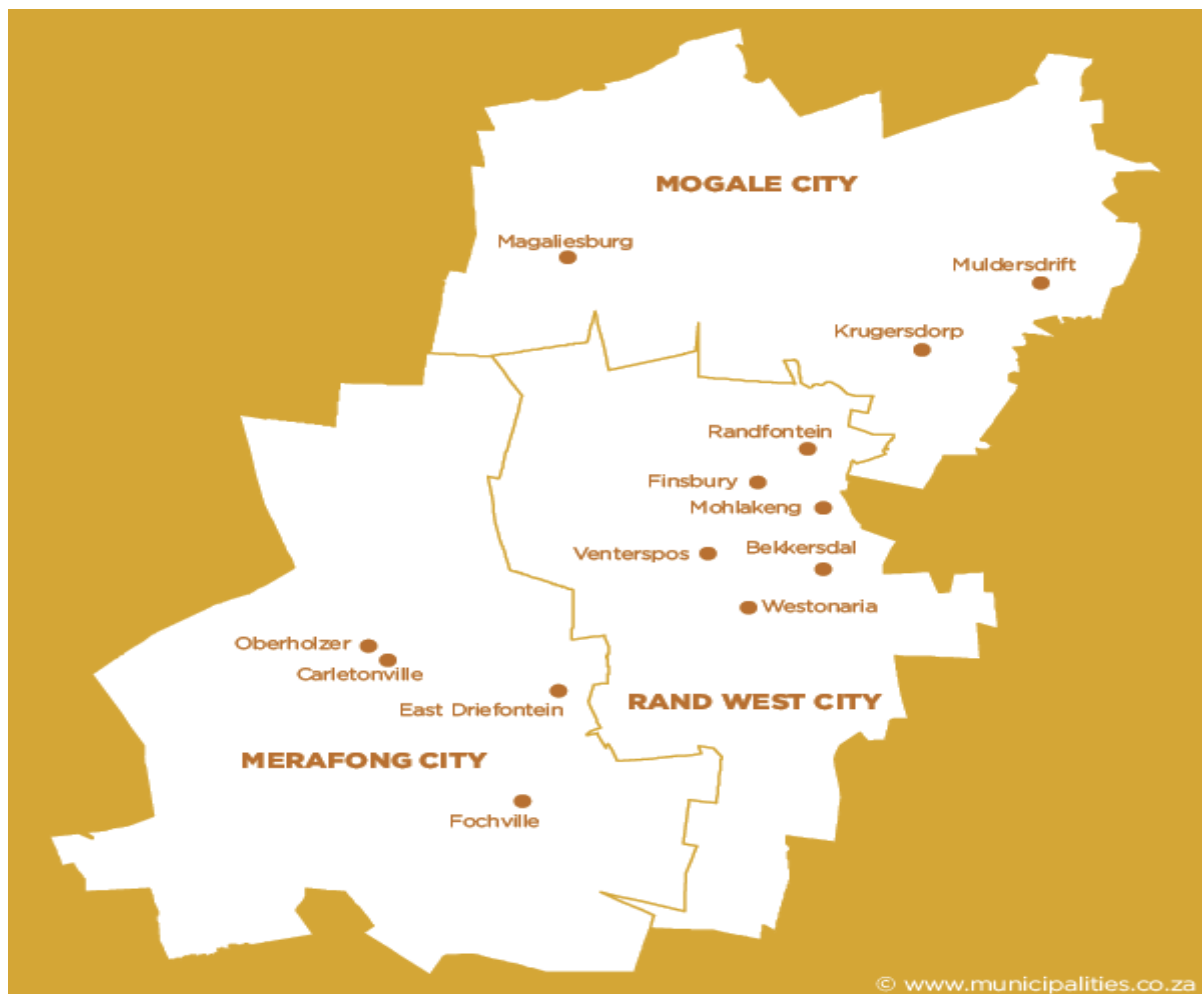 MOGALE CITY
Magaliesburg
Muldersdrift
Krugersdorp
Randfontein
Finsbury
Mohlakeng
Bekkersdal
Venterspos
Westonaria
Oberholzer
Carletonville
East Driefontein
RAND WEST CITY
MERAFONG CITY
Fochville
© www.municipalities.co.za